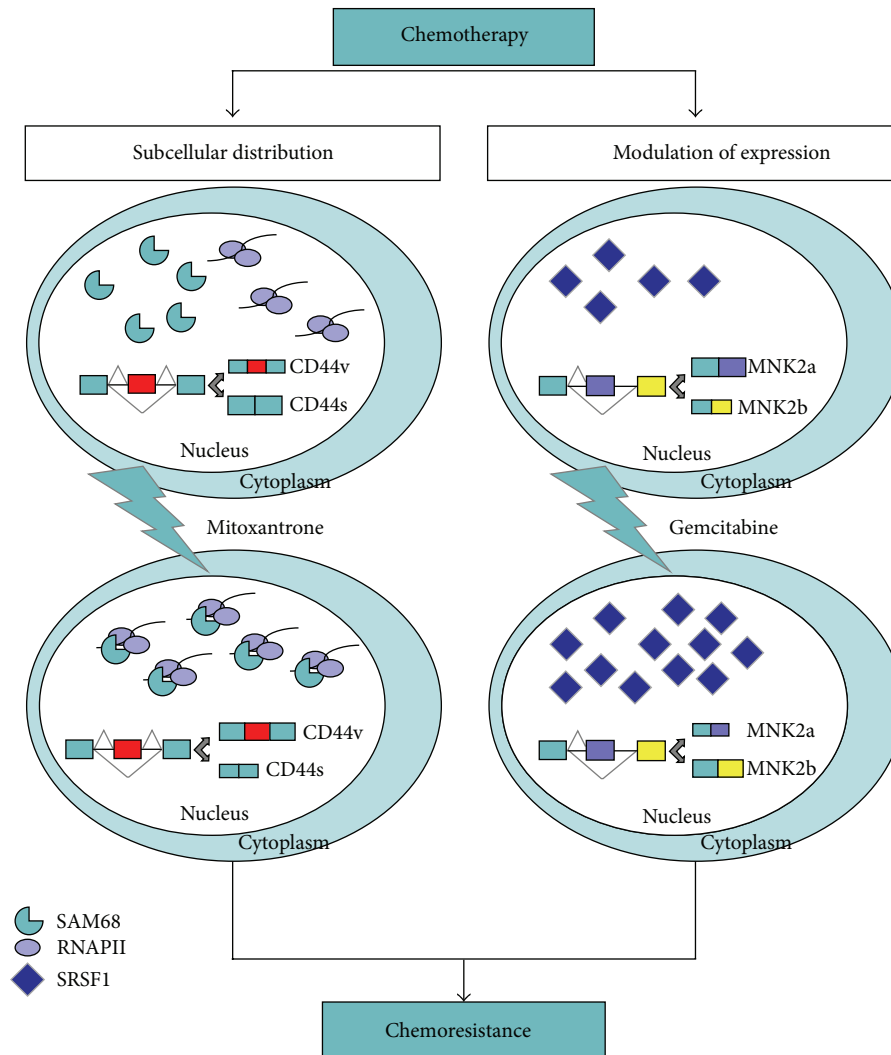 Chemotherapy
Subcellular distribution
Modulation of expression
CD44v
CD44s
Nucleus
Cytoplasm
MNK2a
MNK2b
Nucleus
Cytoplasm
Mitoxantrone
Gemcitabine
CD44v
CD44s
Nucleus
Cytoplasm
MNK2a
MNK2b
Nucleus
Cytoplasm
SAM68
RNAPII
SRSF1
Chemoresistance